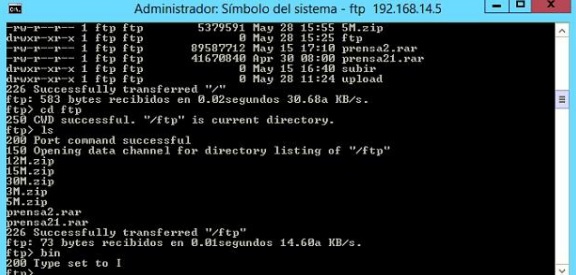 Administrador: Símbolo del sistema - ftp 192.168.14.5
-rw-r--r-- 1 ftp ftp 5379591 May 28 15:55 5M.zip
drwxr-xr-x 1 ftp ftp 0 May 28 15:25 ftp
-rw-r--r-- 1 ftp ftp 89587712 May 15 17:10 prensa2.rar
-rw-r--r-- 1 ftp ftp 41670840 Apr 30 08:00 prensa21.rar
drwxr-xr-x 1 ftp ftp 0 May 15 16:40 subir
drwxr-xr-x 1 ftp ftp 0 May 28 11:24 upload
226 Successfully transferred "/"
ftp: 583 bytes recibidos en 0.02segundos 30.68a KB/s.
ftp> cd ftp
250 CWD successful. "/ftp" is current directory.
ftp> ls
200 Port command successful
150 Opening data channel for directory listing of "/ftp"
12M.zip
15M.zip
30M.zip
3M.zip
5M.zip
prensa2.rar
prensa21.rar
226 Successfully transferred "/ftp"
ftp: 73 bytes recibidos en 0.01segundos 14.60a KB/s.
ftp> bin
200 Type set to I
ftp>